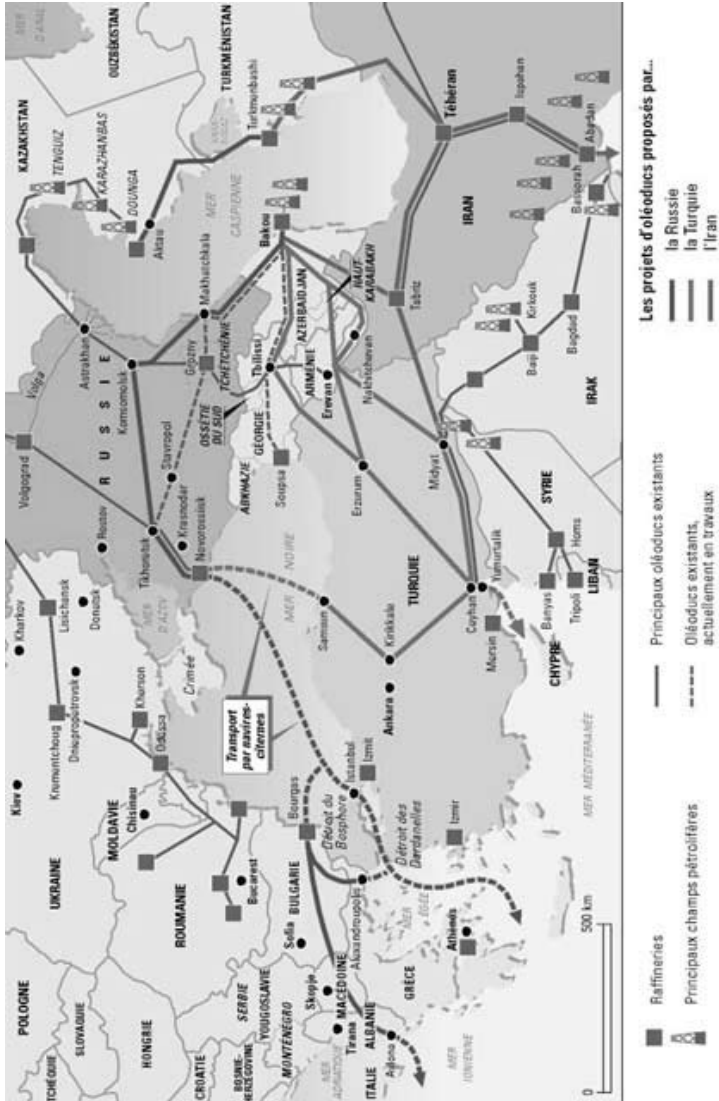 POLOGNE
TCHÉQUIE
SLOVAQUIE
HONGRIE
CROATIE
BOSNIE-
HERZÉGOVINE
SERBIE
YOUGOSLAVIE
MONTÉNÉGRO
MER
ADRIATIQUE
ITALIE
ALBANIE
Tirana
Skopje
MACÉDOINE
MER
IONIENNE
GRÈCE
Athènes
MER
ÉGÉE
UKRAINE
Kiev
MOLDAVIE
Chisinau
ROUMANIE
Bucarest
Sofia
BULGARIE
Bourgas
Alexandroupolis
Détroit du
Bosphore
Détroit des
Dardanelles
Istanbul
Izmit
Izmir
Kharkov
Lisichansk
Donetsk
Krementchoug
Dniepropetrovsk
Kherson
Odessa
Crimée
MER
D'AZOV
Transport
par navires-
citernes
MER NOIRE
Rostov
Volgograd
Volga
RUSSIE
Astrakhan
Komsomolsk
Tikhoretsk
Stavropol
Krasnodar
Novorossiisk
Grozny
Makhatchkala
TCHÉTCHÉNIE
OSSÉTIE
DU SUD
ABKHAZIE
GÉORGIE
Soupsa
Tbilissi
ARMÉNIE
Erevan
AZERBAÏDJAN
HAUT-
KARABAKH
Nakhitchevan
Bakou
MER
CASPIENNE
KAZAKHSTAN
TENGUIZ
KARAZHANBAS
DOUNGA
Aktau
MER
D'ARAL
OUZBÉKISTAN
TURKMÉNISTAN
Turkmenbashi
Samsun
Kirikkale
Ankara
TURQUIE
Erzurum
Midyat
Ceyhan
Yumurtalik
Mersin
CHYPRE
MER MÉDITERRANÉE
Banyas
Tripoli
Homs
LIBAN
SYRIE
IRAK
Kirkouk
Baiji
Bagdad
Bassorah
Abadan
Tabriz
IRAN
Téhéran
Ispahan
0 500 km
Raffineries
Principaux champs pétrolifères
Principaux oléoducs existants
Oléoducs existants,
actuellement en travaux
Les projets d'oléoducs proposés par...
la Russie
la Turquie
l'Iran